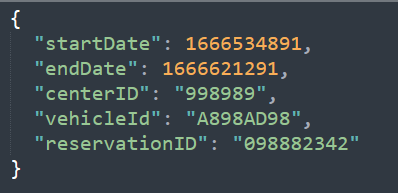 {
"startDate": 1666534891,
"endDate": 1666621291,
"centerID": "998989",
"vehicleId": "A898AD98",
"reservationID": "098882342"
}